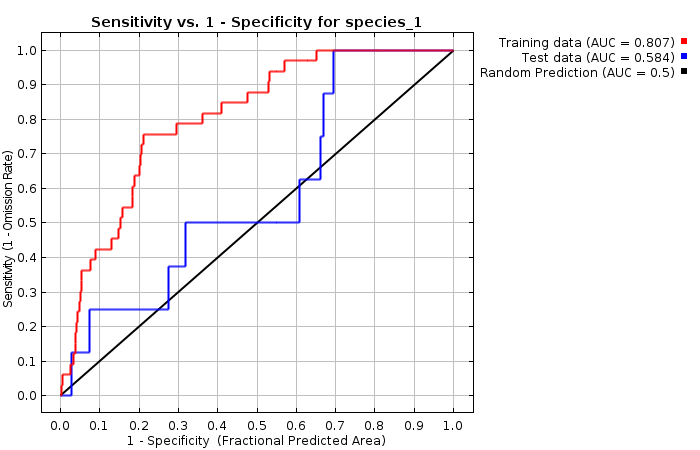 Sensitivity vs. 1 - Specificity for species_1
Training data (AUC = 0.807)
Test data (AUC = 0.584)
Random Prediction (AUC = 0.5)
Sensitivity (1 - Omission Rate)
1.0
0.9
0.8
0.7
0.6
0.5
0.4
0.3
0.2
0.1
0.0
0.0 0.1 0.2 0.3 0.4 0.5 0.6 0.7 0.8 0.9 1.0
1 - Specificity (Fractional Predicted Area)